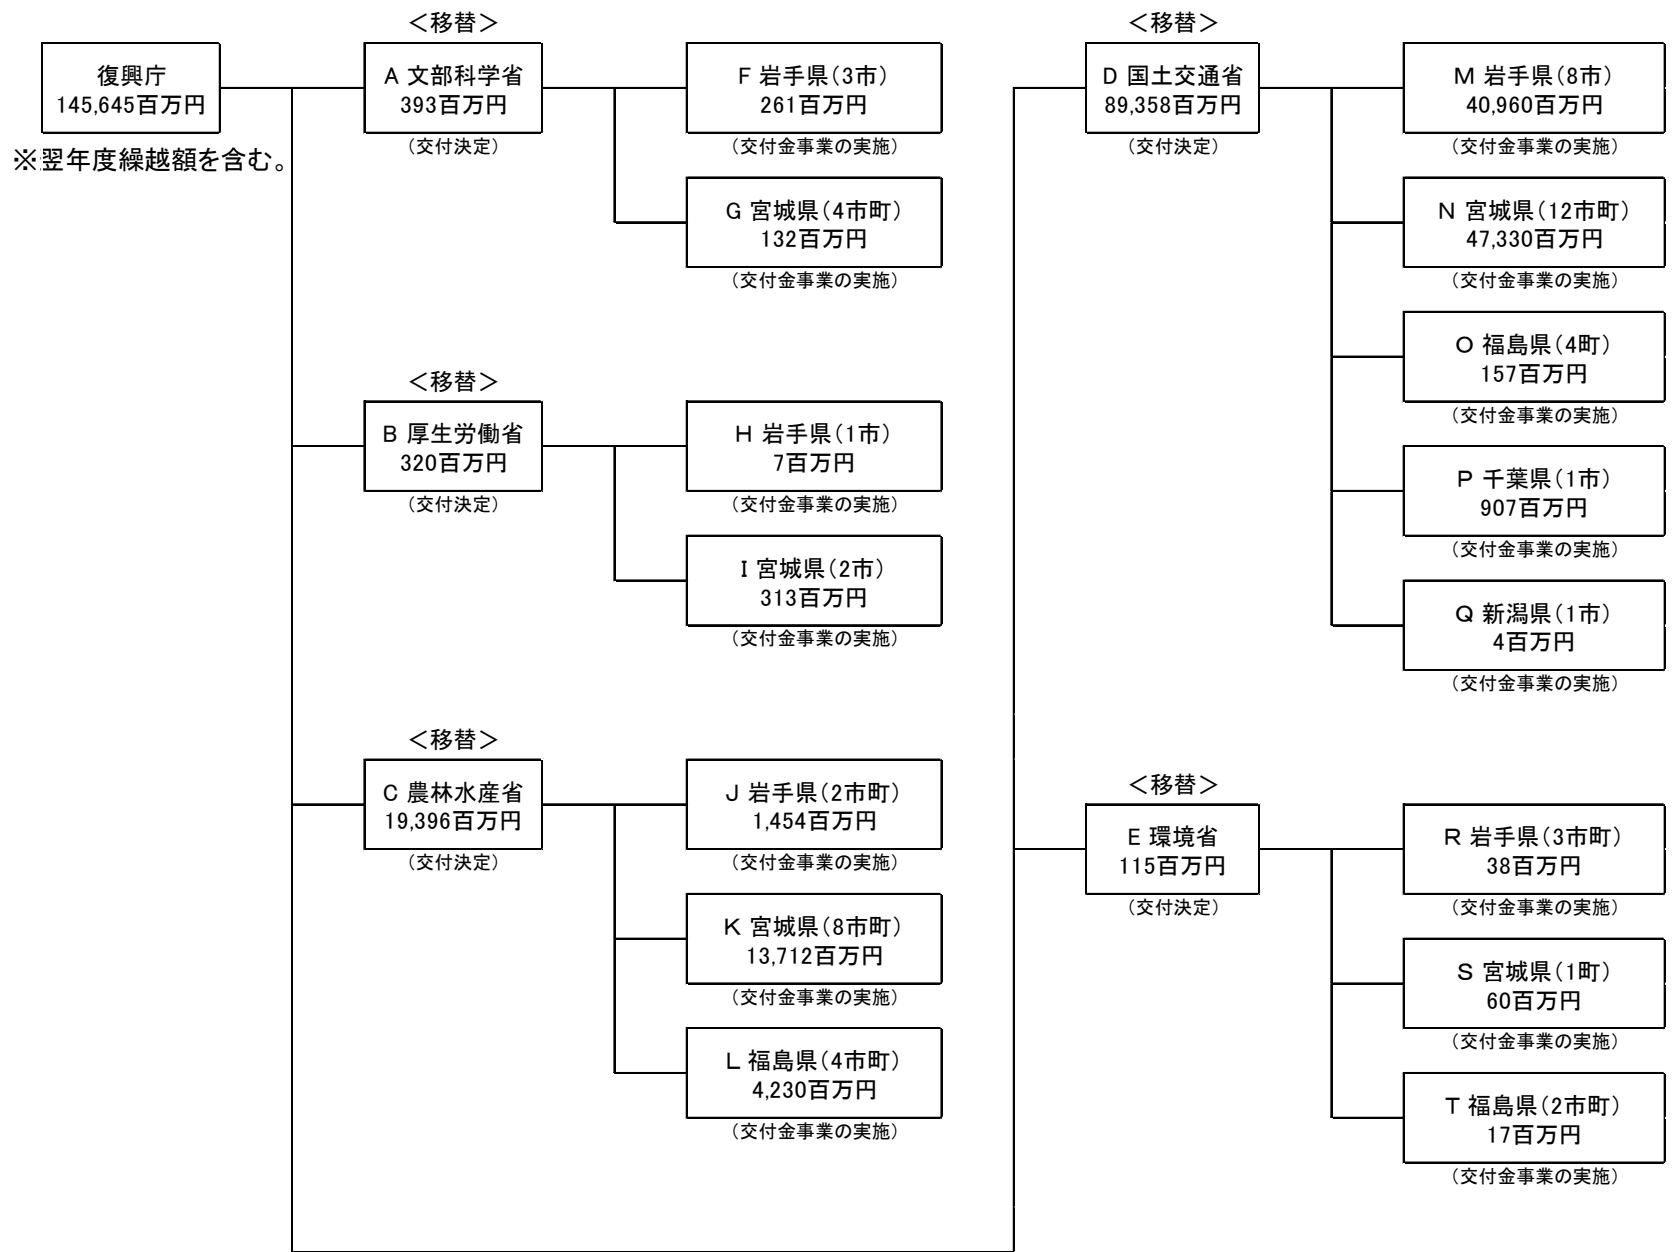 復興庁
145,645百万円
※翌年度繰越額を含む。
＜移替＞
A 文部科学省
393百万円
（交付決定）
F 岩手県（3市）
261百万円
（交付金事業の実施）
G 宮城県（4市町）
132百万円
（交付金事業の実施）
＜移替＞
B 厚生労働省
320百万円
（交付決定）
H 岩手県（1市）
7百万円
（交付金事業の実施）
I 宮城県（2市）
313百万円
（交付金事業の実施）
＜移替＞
C 農林水産省
19,396百万円
（交付決定）
J 岩手県（2市町）
1,454百万円
（交付金事業の実施）
K 宮城県（8市町）
13,712百万円
（交付金事業の実施）
L 福島県（4市町）
4,230百万円
（交付金事業の実施）
＜移替＞
D 国土交通省
89,358百万円
（交付決定）
M 岩手県（8市）
40,960百万円
（交付金事業の実施）
N 宮城県（12市町）
47,330百万円
（交付金事業の実施）
O 福島県（4町）
157百万円
（交付金事業の実施）
P 千葉県（1市）
907百万円
（交付金事業の実施）
Q 新潟県（1市）
4百万円
（交付金事業の実施）
＜移替＞
E 環境省
115百万円
（交付決定）
R 岩手県（3市町）
38百万円
（交付金事業の実施）
S 宮城県（1町）
60百万円
（交付金事業の実施）
T 福島県（2市町）
17百万円
（交付金事業の実施）